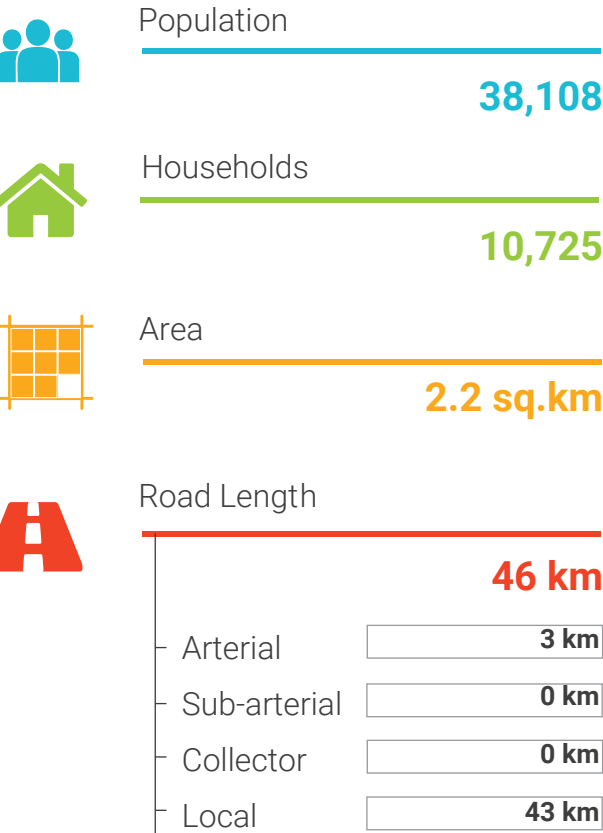 Population
38,108
Households
10,725
Area
2.2 sq.km
Road Length
46 km
Arterial 3 km
Sub-arterial 0 km
Collector 0 km
Local 43 km